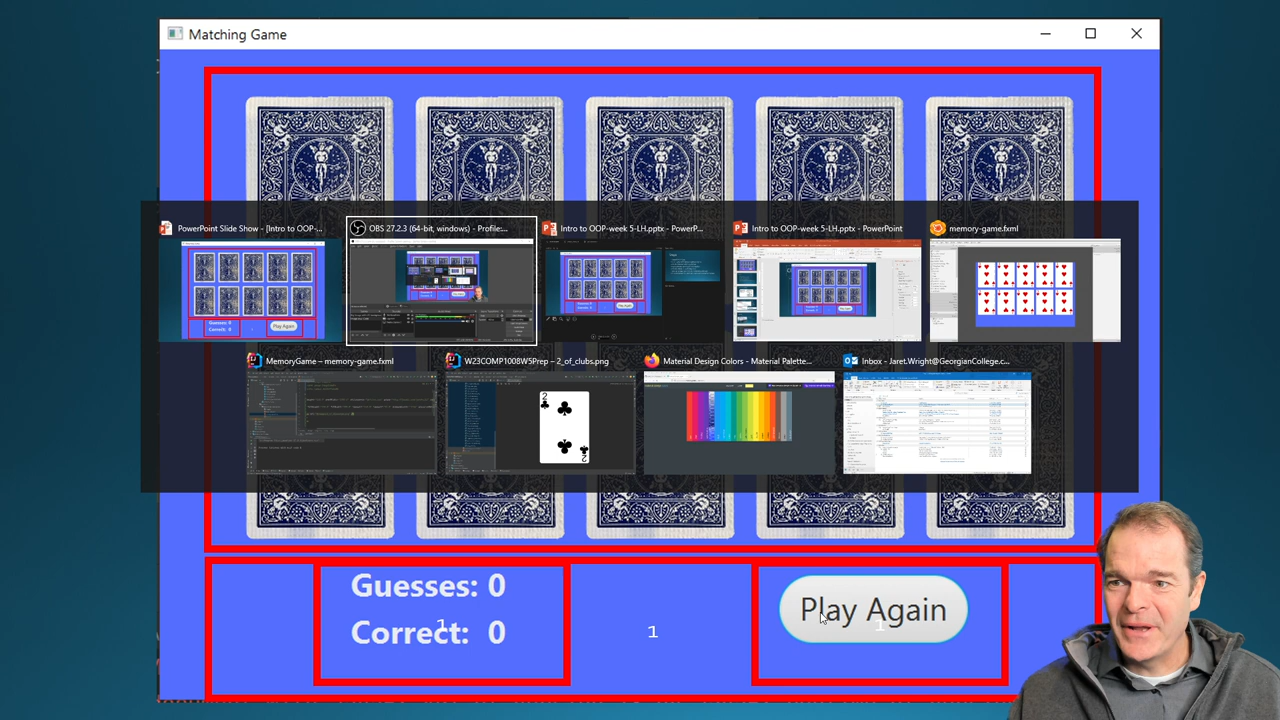 Matching Game
PowerPoint Slide Show - [Intro to OOP-...
OBS 27.2.3 (64-bit, windows) - Profile:...
Intro to OOP-week 5-LH.pptx - PowerP...
Intro to OOP-week 5-LH.pptx - PowerPoint
memory-game.fxml
MemoryGame – memory-game.fxml
W23COMP1008W5Prep – 2_of_clubs.png
Material Design Colors - Material Palette...
Inbox - Jaret.Wright@GeorgianCollege.c...
Guesses: 0
Correct: 0
1
1
Play Again
1